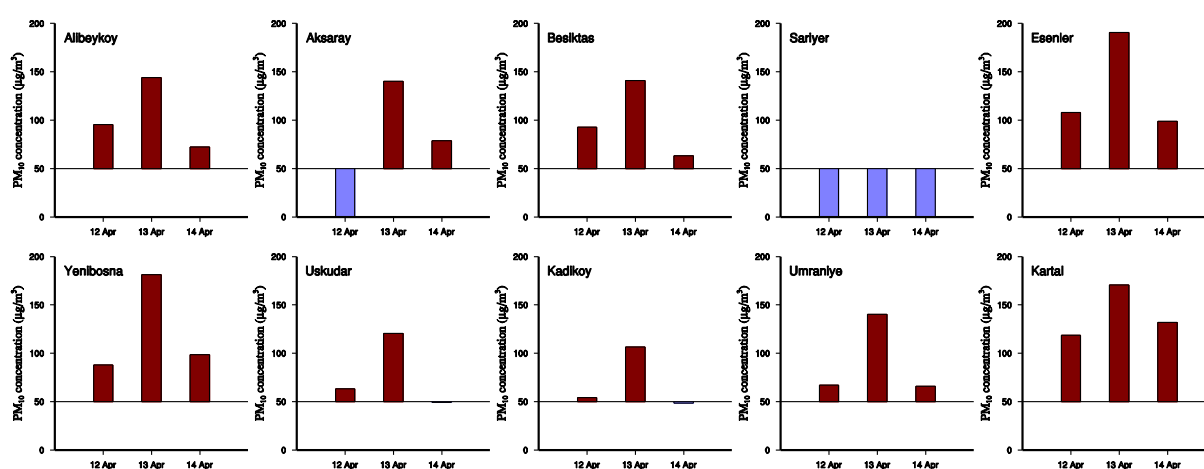 PM10 concentration (µg/m³)
200
150
100
50
0
Alibeykoy
12 Apr 13 Apr 14 Apr
PM10 concentration (µg/m³)
200
150
100
50
0
Aksaray
12 Apr 13 Apr 14 Apr
PM10 concentration (µg/m³)
200
150
100
50
0
Besiktas
12 Apr 13 Apr 14 Apr
PM10 concentration (µg/m³)
200
150
100
50
0
Sariyer
12 Apr 13 Apr 14 Apr
PM10 concentration (µg/m³)
200
150
100
50
0
Esenler
12 Apr 13 Apr 14 Apr
PM10 concentration (µg/m³)
200
150
100
50
0
Yenibosna
12 Apr 13 Apr 14 Apr
PM10 concentration (µg/m³)
200
150
100
50
0
Uskudar
12 Apr 13 Apr 14 Apr
PM10 concentration (µg/m³)
200
150
100
50
0
Kadikoy
12 Apr 13 Apr 14 Apr
PM10 concentration (µg/m³)
200
150
100
50
0
Umraniye
12 Apr 13 Apr 14 Apr
PM10 concentration (µg/m³)
200
150
100
50
0
Kartal
12 Apr 13 Apr 14 Apr